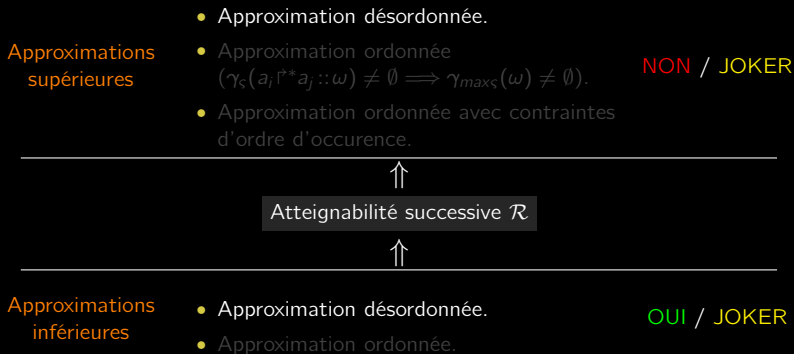 • Approximation désordonnée.
Approximations supérieures
• Approximation ordonnée
(γς(aᵢ ↱* aⱼ::ω) ≠ ∅ ⟹ γmaxς(ω) ≠ ∅).
NON / JOKER
• Approximation ordonnée avec contraintes
d'ordre d'occurence.
⇑
Atteignabilité successive ℛ
⇑
Approximations inférieures
• Approximation désordonnée.
OUI / JOKER
• Approximation ordonnée.